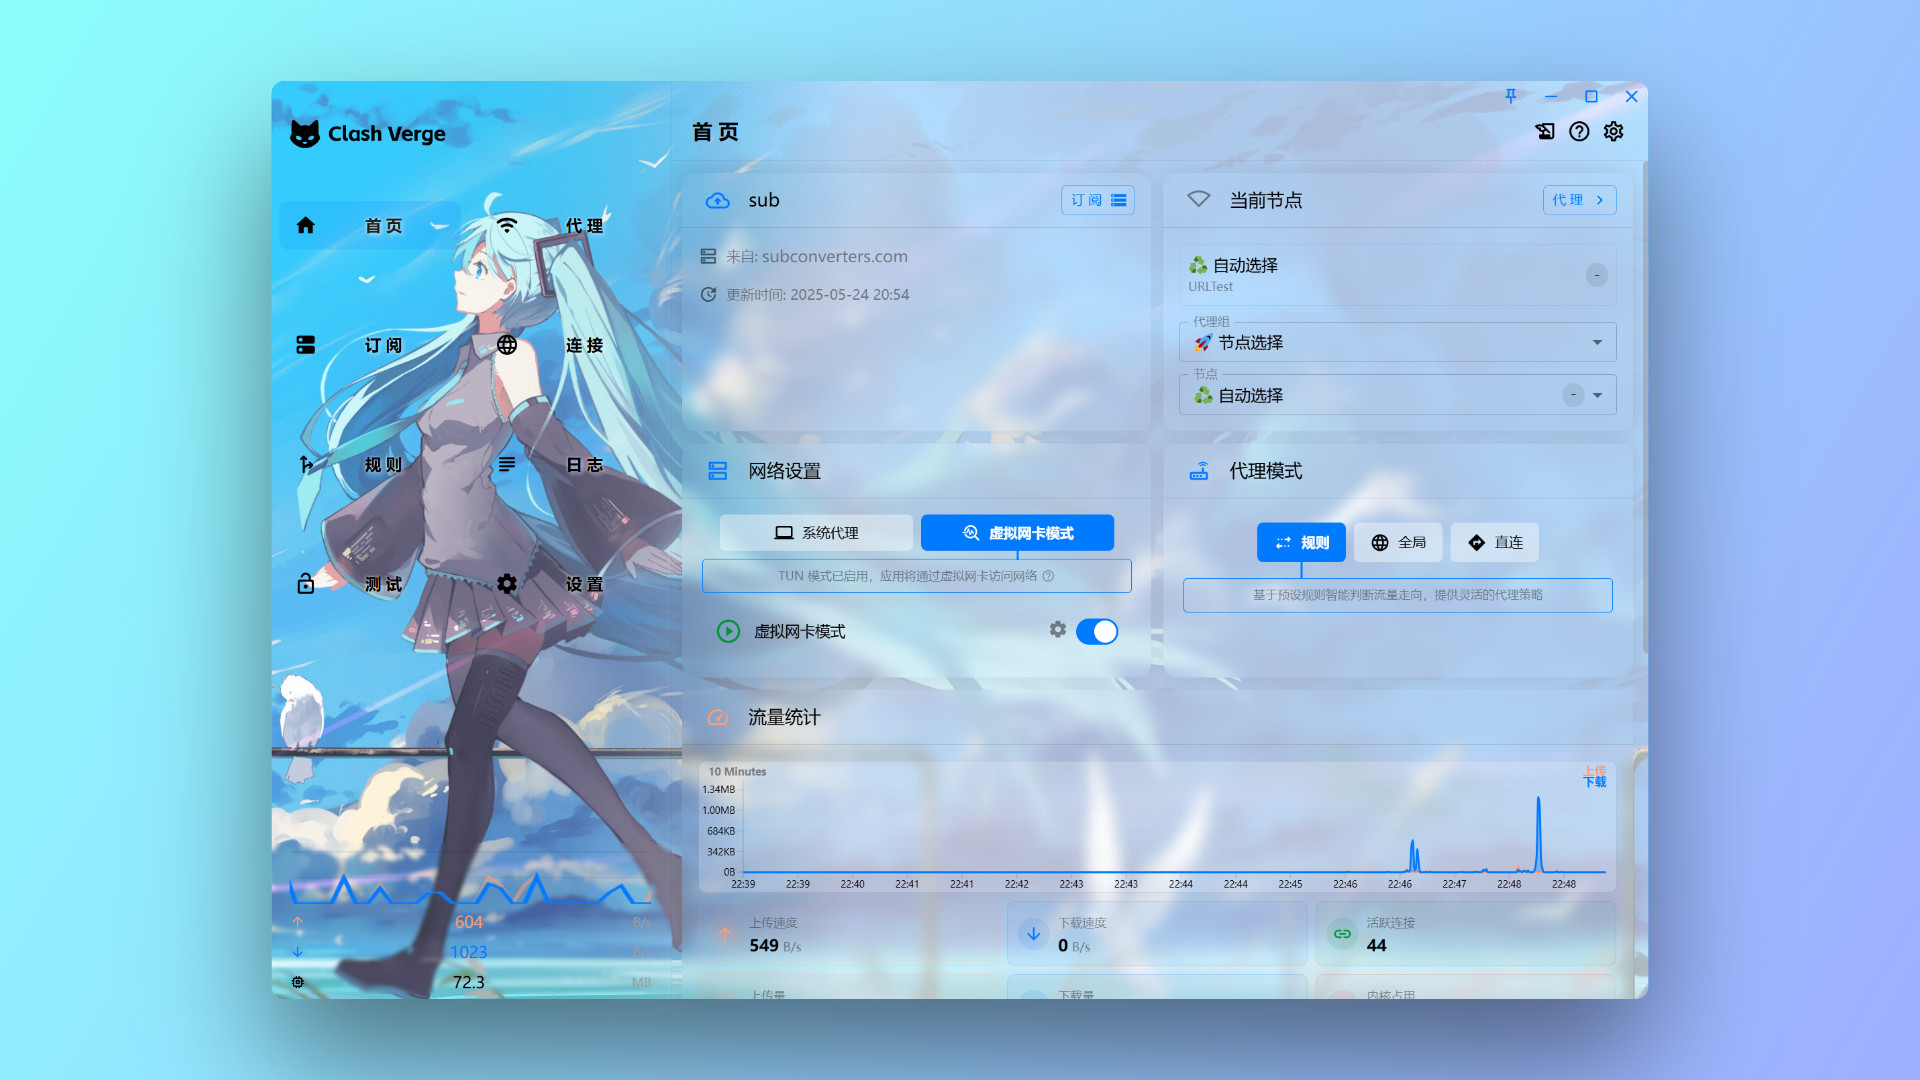 Clash Verge
首 页
首 页
代 理
订 阅
连 接
规 则
日 志
测 试
设 置
604 B/s
1023 B/s
72.3 MB
sub
订 阅
来自: subconverters.com
更新时间: 2025-05-24 20:54
当前节点
代 理
自动选择
URLTest
-
代理组
节点选择
节点
自动选择
-
网络设置
系统代理
虚拟网卡模式
TUN 模式已启用，应用将通过虚拟网卡访问网络
虚拟网卡模式
代理模式
规则
全局
直连
基于预设规则智能判断流量走向，提供灵活的代理策略
流量统计
10 Minutes
上传
下载
1.34MB
1.00MB
684KB
342KB
0B
22:39 22:39 22:40 22:41 22:41 22:42 22:43 22:43 22:44 22:44 22:45 22:46 22:46 22:47 22:48 22:48
上传速度
549 B/s
下载速度
0 B/s
活跃连接
44
上传量
下载量
内核占用